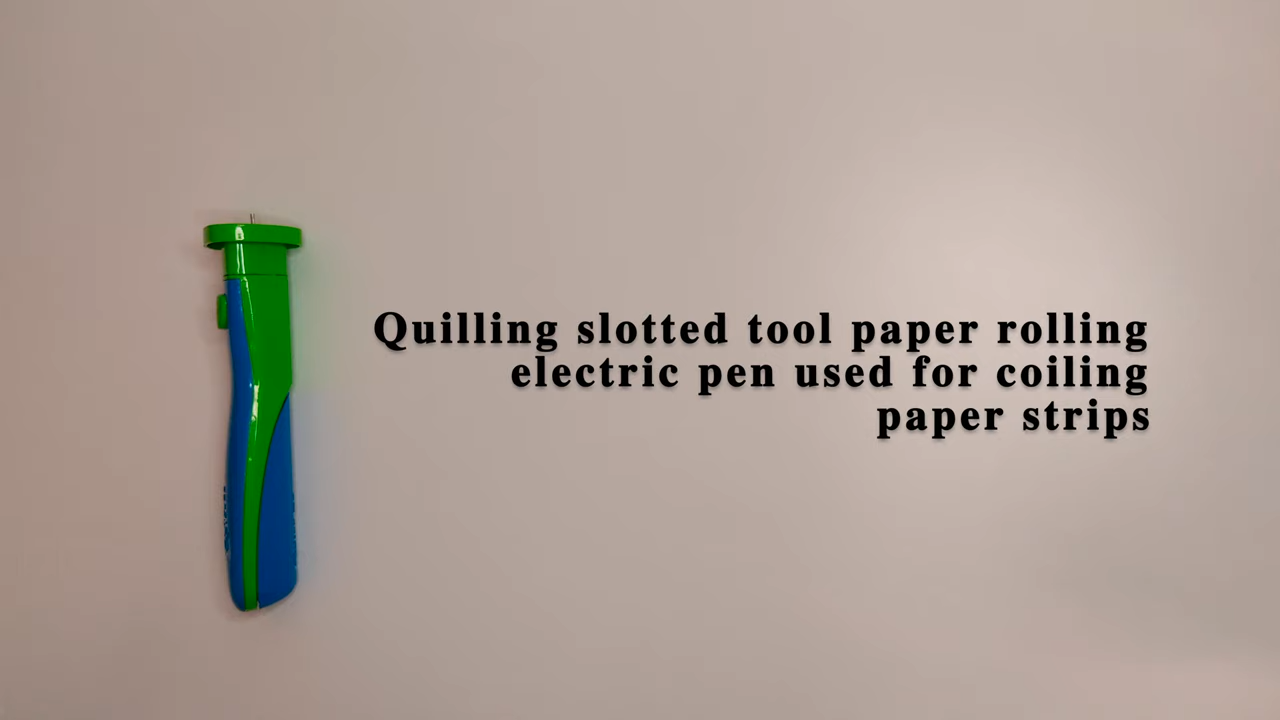 Quilling slotted tool paper rolling
electric pen used for coiling
paper strips